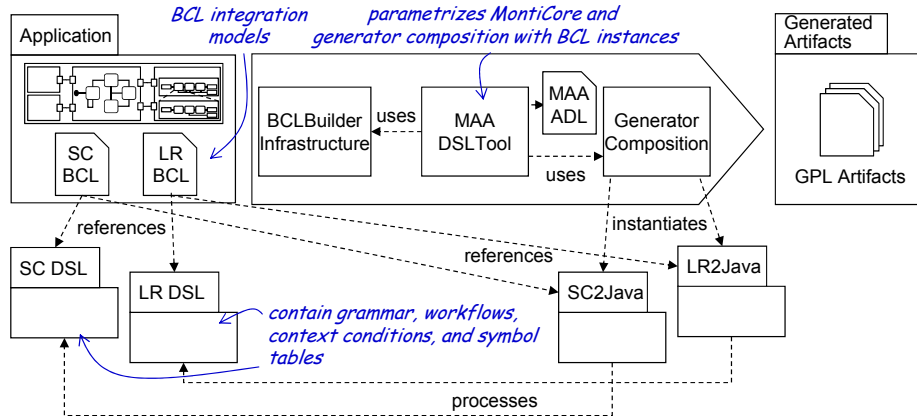 BCL integration
models
parametrizes MontiCore and
generator composition with BCL instances
Application
Generated
Artifacts
SC
BCL
LR
BCL
BCLBuilder
Infrastructure
uses
MAA
DSLTool
MAA
ADL
uses
Generator
Composition
GPL Artifacts
references
references
instantiates
SC DSL
LR DSL
SC2Java
LR2Java
contain grammar, workflows,
context conditions, and symbol
tables
processes